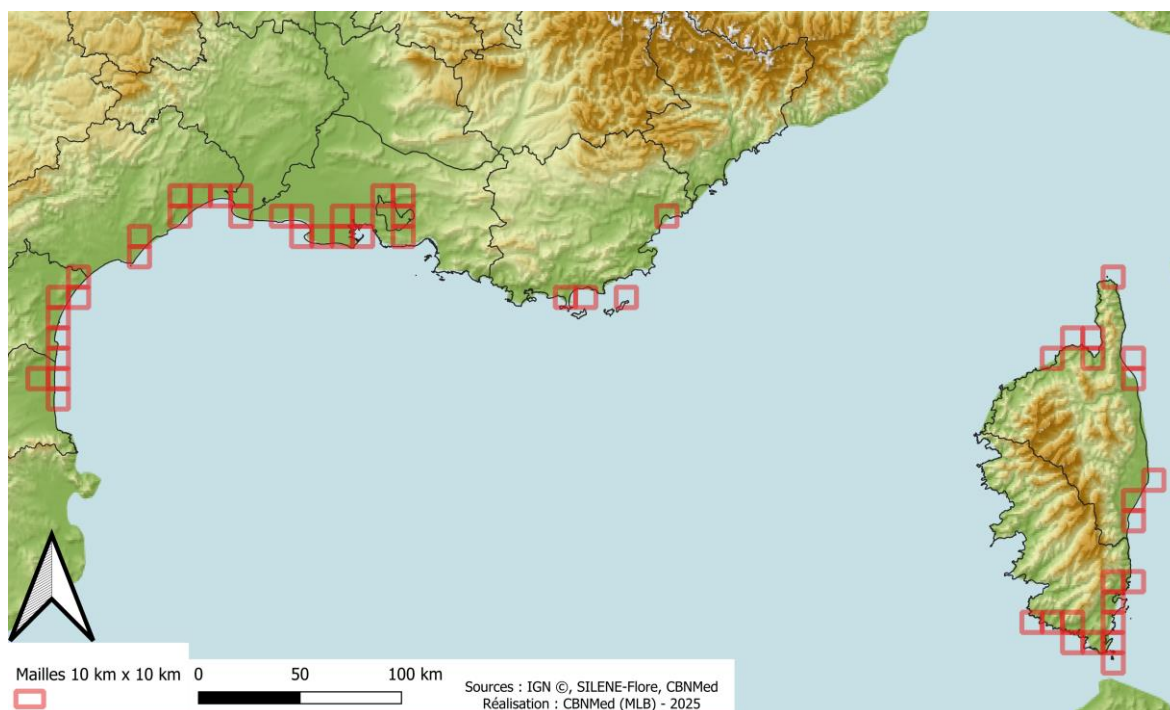 Mailles 10 km x 10 km
0 50 100 km
Sources : IGN ©, SILENE-Flore, CBNMed
Réalisation : CBNMed (MLB) - 2025